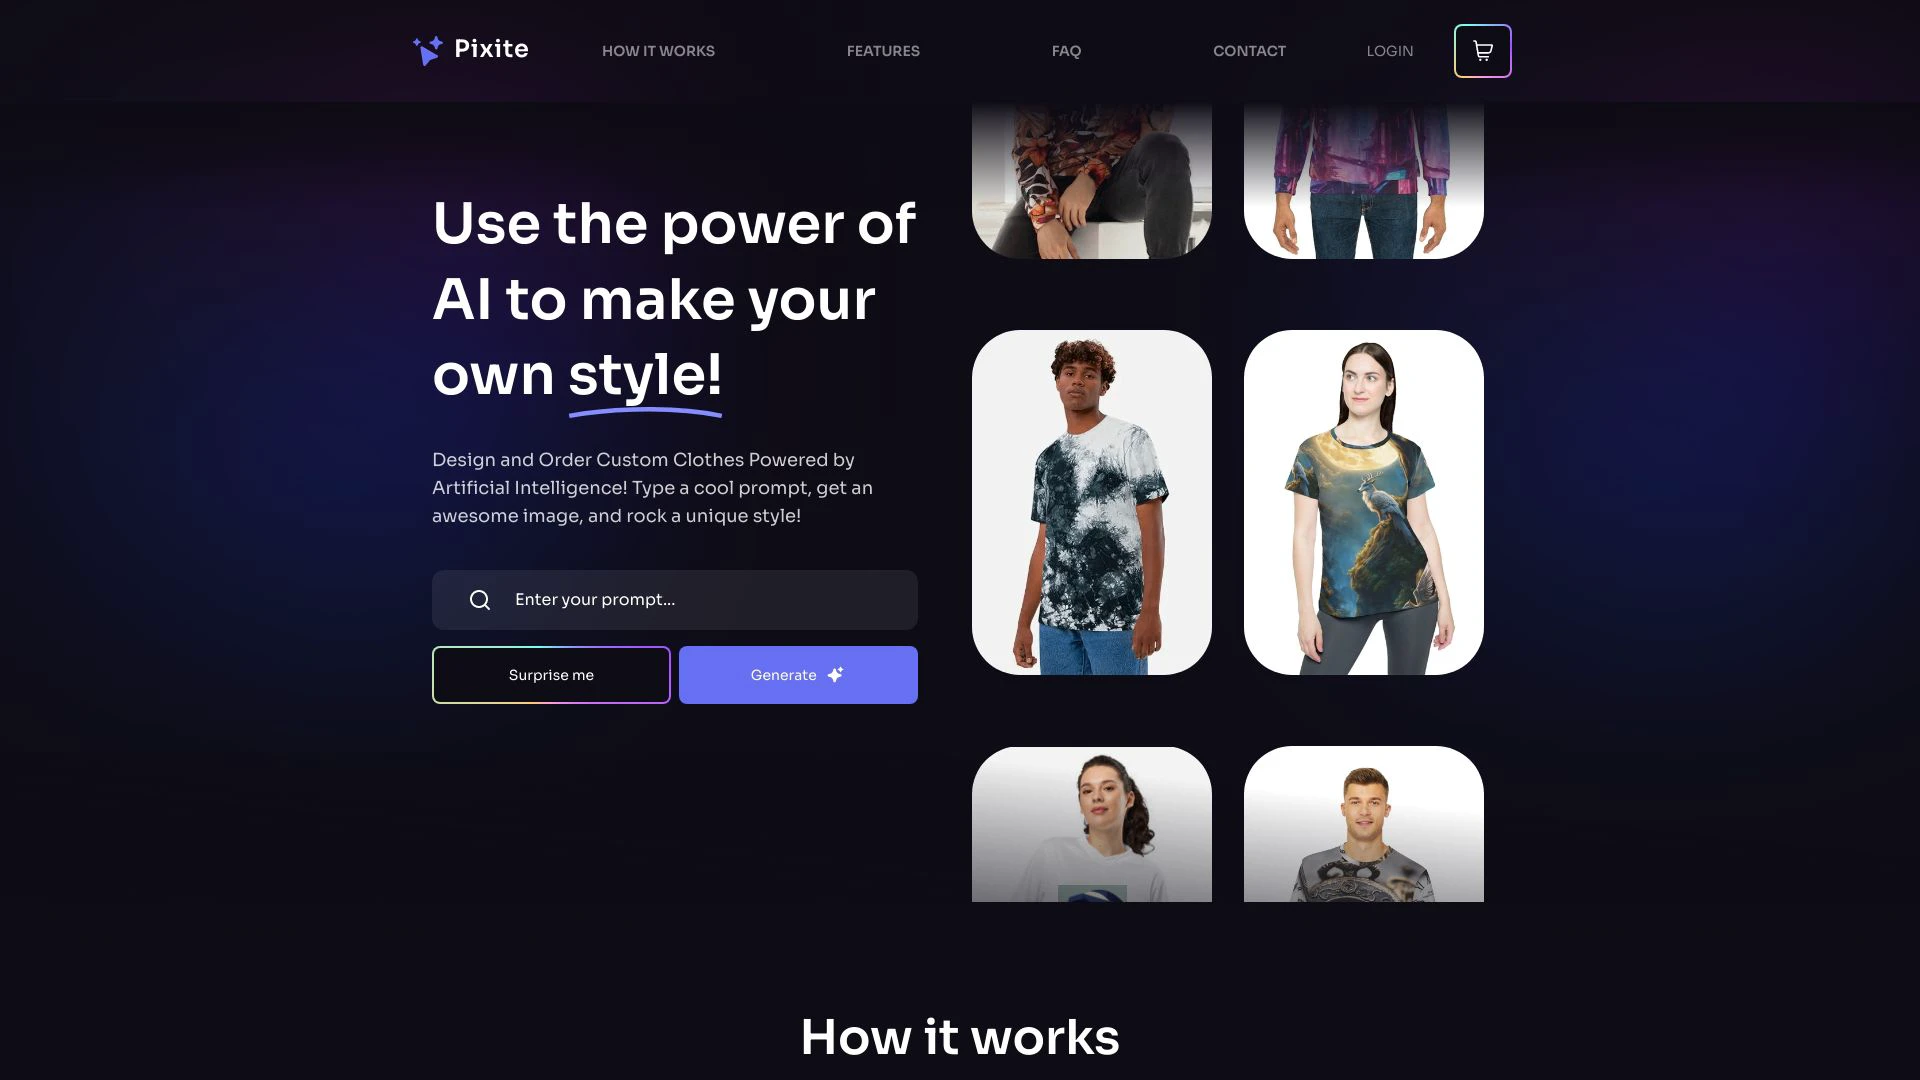 Pixite
HOW IT WORKS
FEATURES
FAQ
CONTACT
LOGIN
Use the power of
AI to make your
own style!
Design and Order Custom Clothes Powered by
Artificial Intelligence! Type a cool prompt, get an
awesome image, and rock a unique style!
Enter your prompt...
Surprise me
Generate
How it works